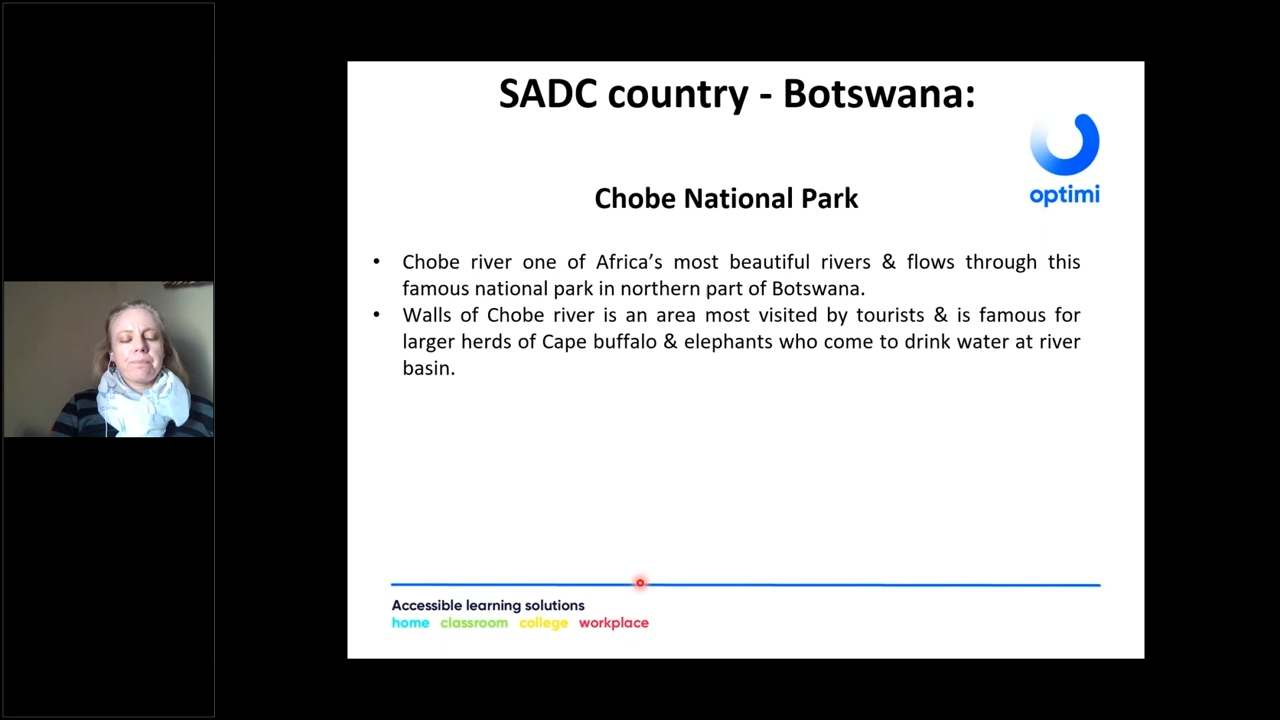 SADC country - Botswana:
optimi
Chobe National Park
• Chobe river one of Africa’s most beautiful rivers & flows through this
famous national park in northern part of Botswana.
• Walls of Chobe river is an area most visited by tourists & is famous for
larger herds of Cape buffalo & elephants who come to drink water at river
basin.
Accessible learning solutions
home classroom college workplace